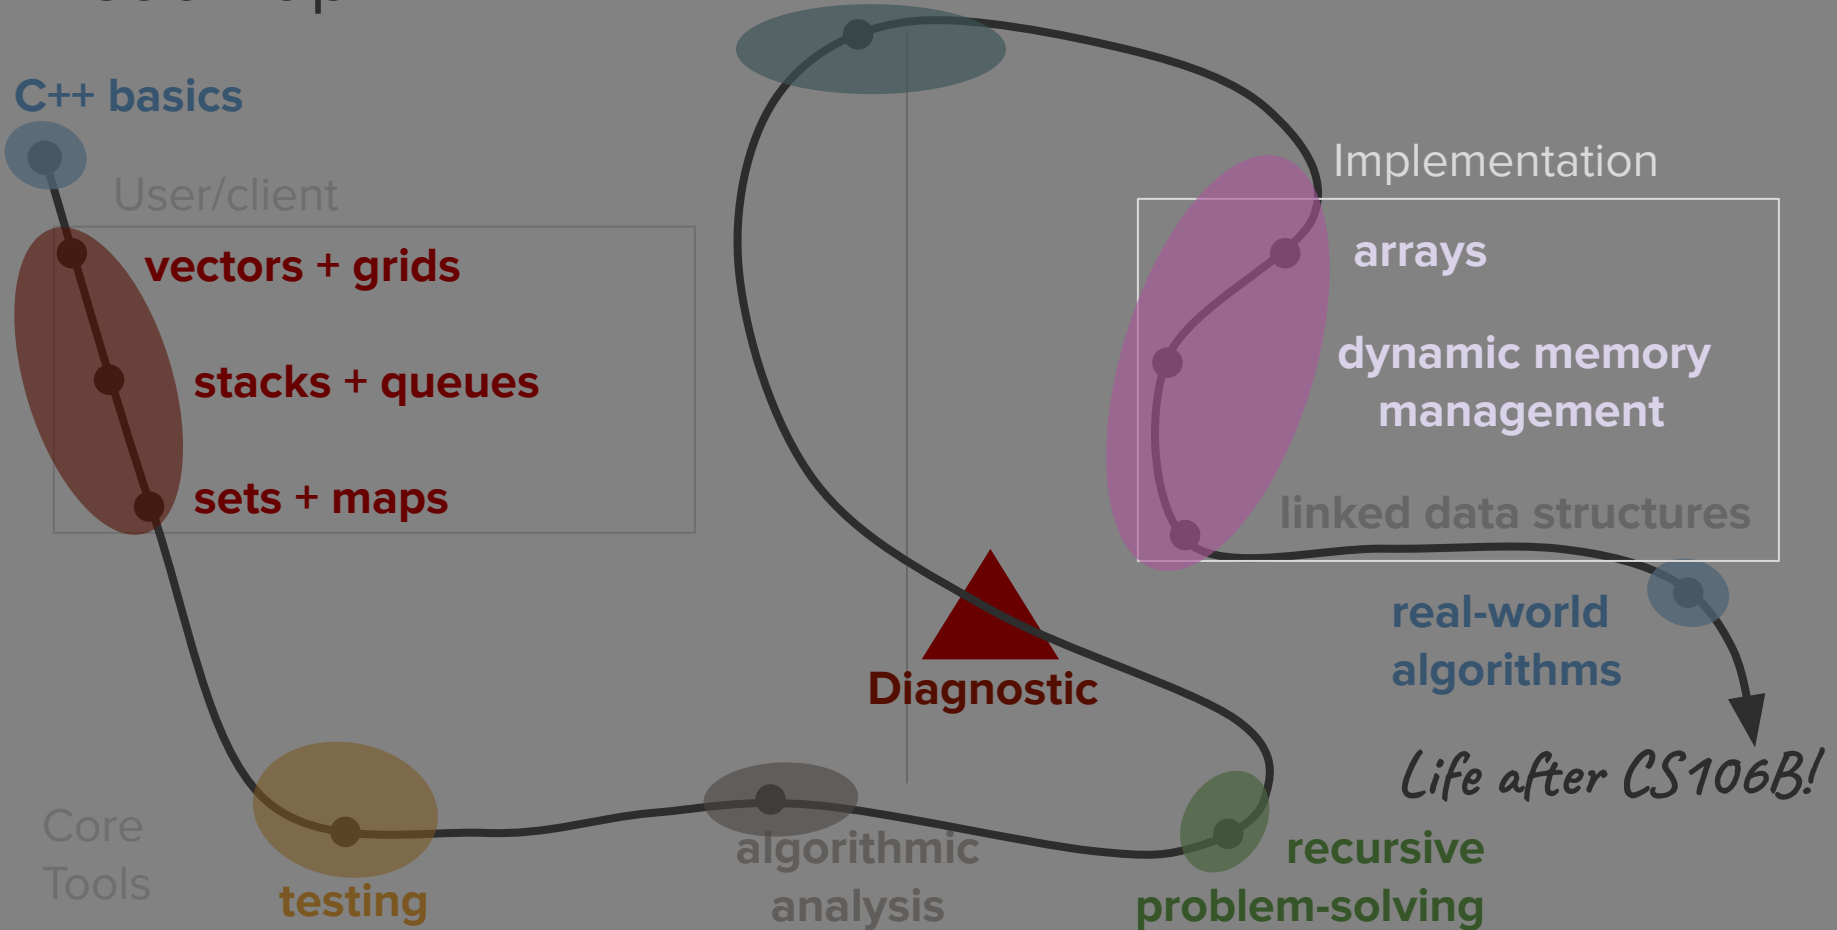 C++ basics
User/client
vectors + grids
stacks + queues
sets + maps
Core
Tools
testing
algorithmic
analysis
recursive
problem-solving
Diagnostic
Implementation
arrays
dynamic memory
management
linked data structures
real-world
algorithms
Life after CS106B!